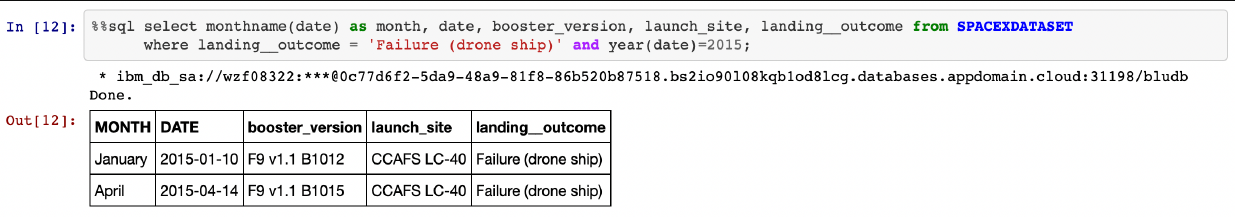 In [12]: %%sql select monthname(date) as month, date, booster_version, launch_site, landing__outcome from SPACEXDATASET
where landing__outcome = 'Failure (drone ship)' and year(date)=2015;
* ibm_db_sa://wzf08322:***@0c77d6f2-5da9-48a9-81f8-86b520b87518.bs2io90l08kqb1od8lcg.databases.appdomain.cloud:31198/bludb
Done.
Out[12]:
MONTH DATE booster_version launch_site landing__outcome
January 2015-01-10 F9 v1.1 B1012 CCAFS LC-40 Failure (drone ship)
April 2015-04-14 F9 v1.1 B1015 CCAFS LC-40 Failure (drone ship)